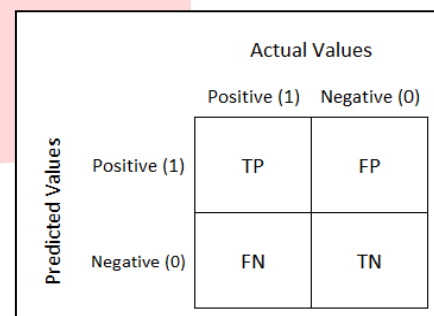 Actual Values
Positive (1) Negative (0)
Predicted Values
Positive (1) TP FP
Negative (0) FN TN